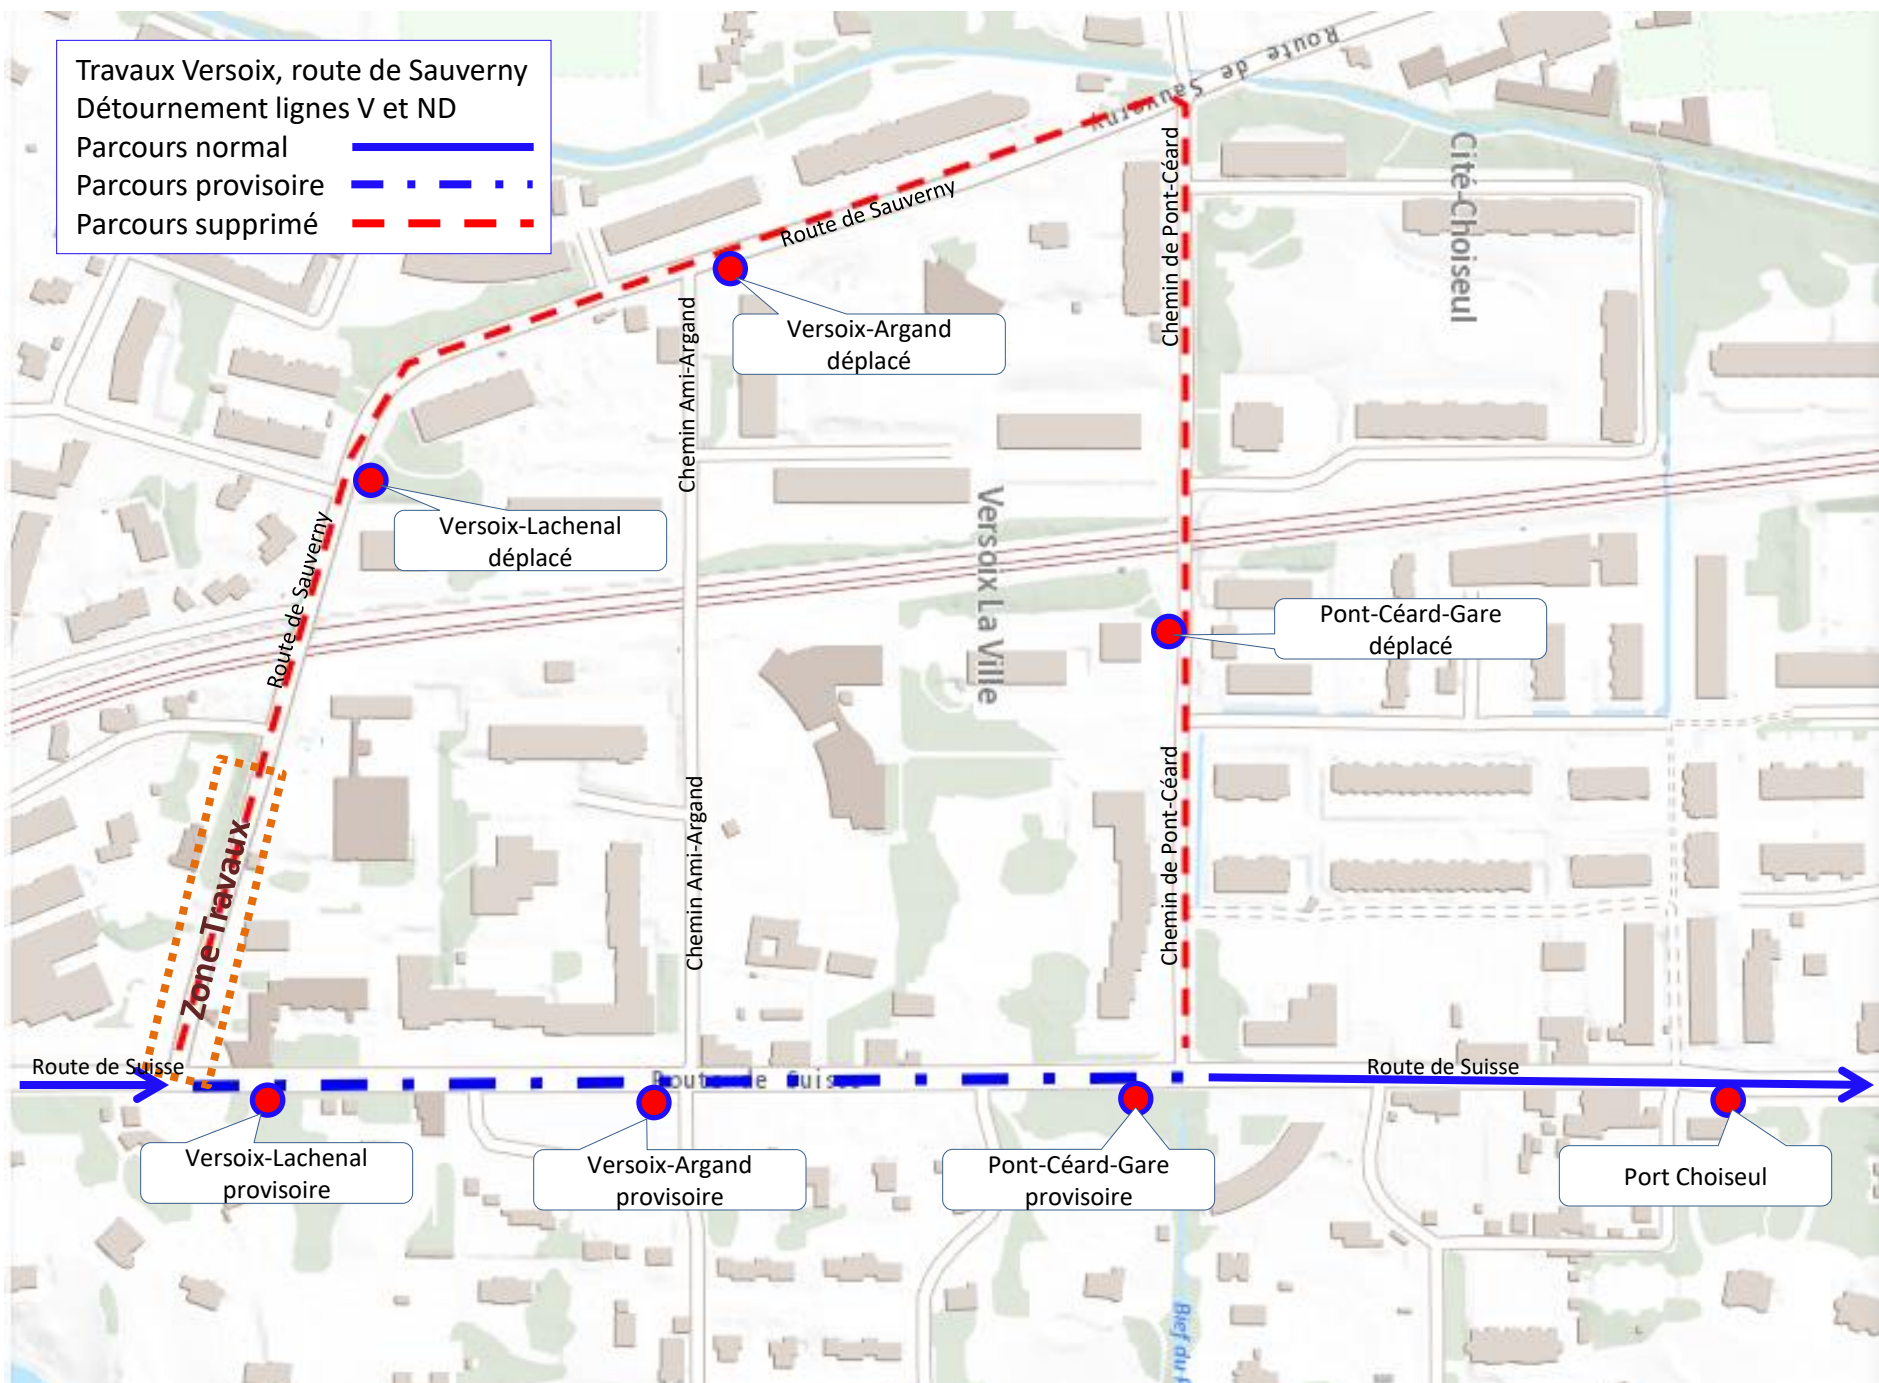 Travaux Versoix, route de Sauverny
Détournement lignes V et ND
Parcours normal
Parcours provisoire
Parcours supprimé
Route de
Sauverny
Cité-Choiseul
Route de Sauverny
Chemin de Pont-Céard
Versoix-Argand
déplacé
Chemin Ami-Argand
Versoix-Lachenal
déplacé
Route de Sauverny
Versoix La Ville
Pont-Céard-Gare
déplacé
Chemin de Pont-Céard
Chemin Ami-Argand
Zone Travaux
Route de Suisse
Route de Suisse
Route de Suisse
Versoix-Lachenal
provisoire
Versoix-Argand
provisoire
Pont-Céard-Gare
provisoire
Port Choiseul
Bief du